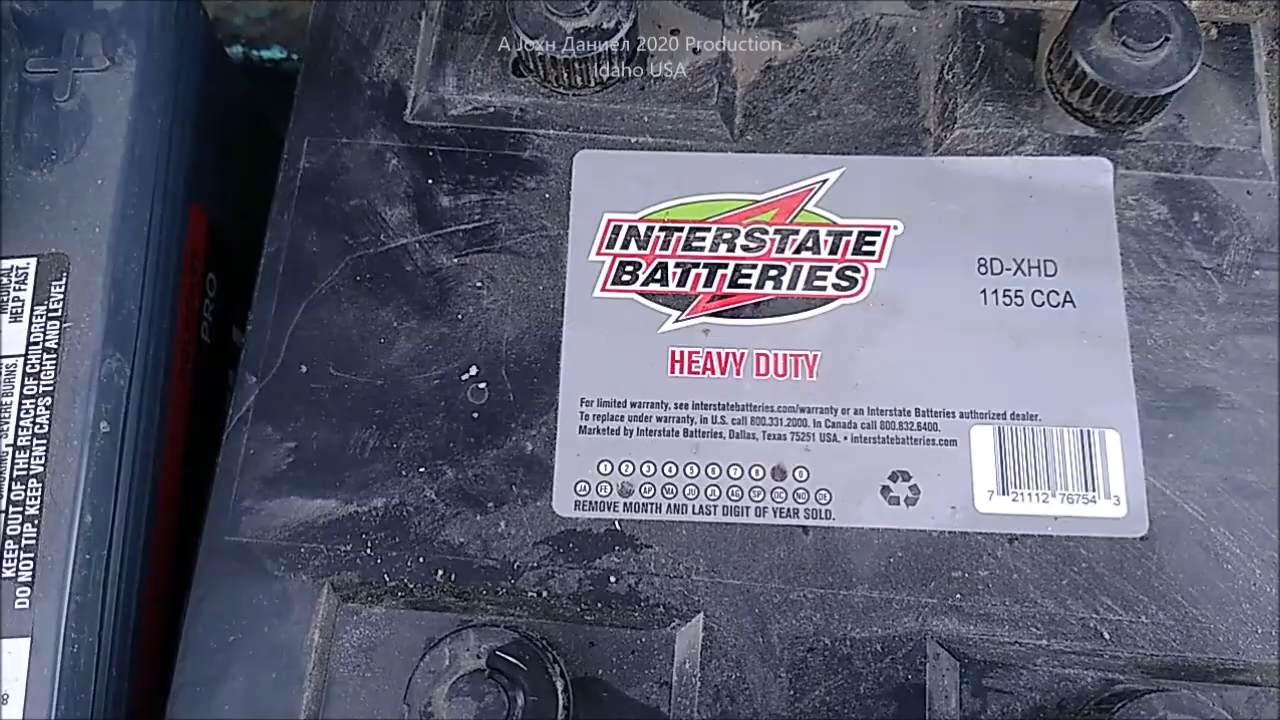 A Јохн Даниел 2020 Production
Idaho USA
INTERSTATE
BATTERIES
8D-XHD
1155 CCA
HEAVY DUTY
For limited warranty, see interstatebatteries.com/warranty or an Interstate Batteries authorized dealer.
To replace under warranty, in U.S. call 800.331.2000. In Canada call 800.832.6400.
Marketed by Interstate Batteries, Dallas, Texas 75251 USA. • interstatebatteries.com
1 2 3 4 5 6 7 8 0
JA FE AP MA JU JL AG SP OC NO DE
REMOVE MONTH AND LAST DIGIT OF YEAR SOLD.
7 21112 76754 3
PRO
MEDICAL
HELP FAST.
SEVERE BURNS.
KEEP OUT OF THE REACH OF CHILDREN.
DO NOT TIP. KEEP VENT CAPS TIGHT AND LEVEL.
8